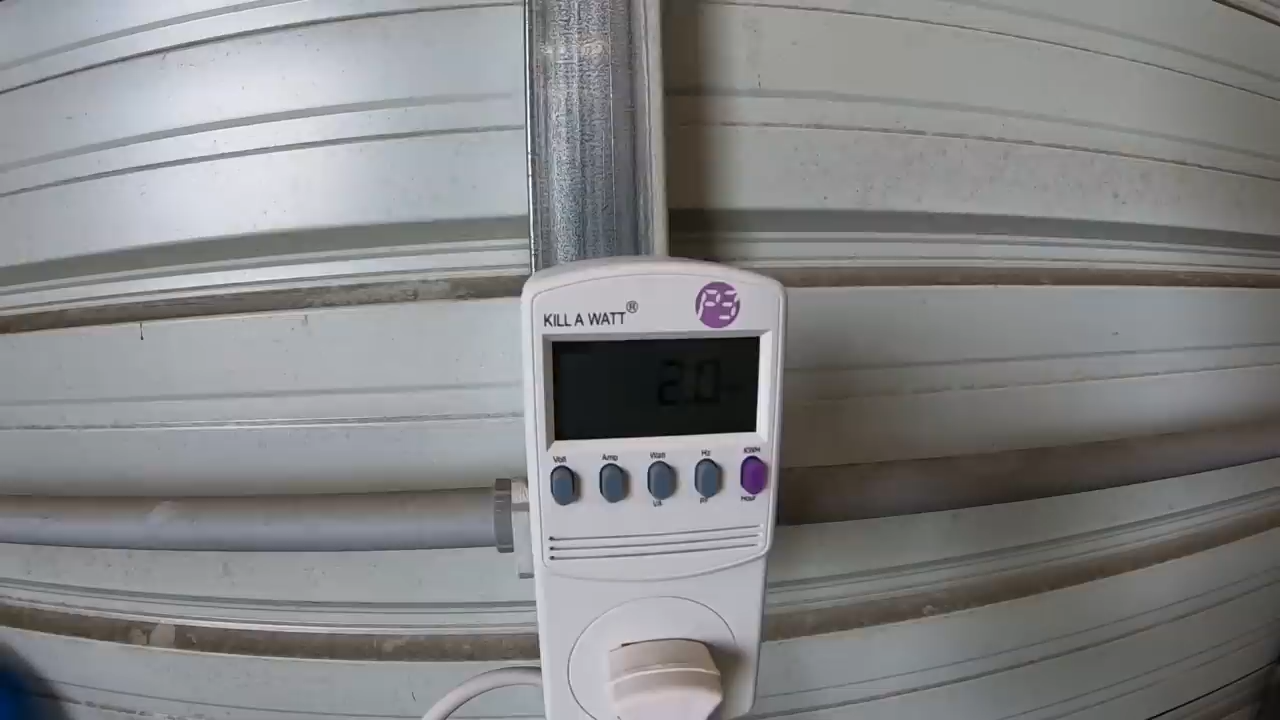 KILL A WATT®
P3
2.0
Volt Amp Watt Hz KWH
VA PF Hour